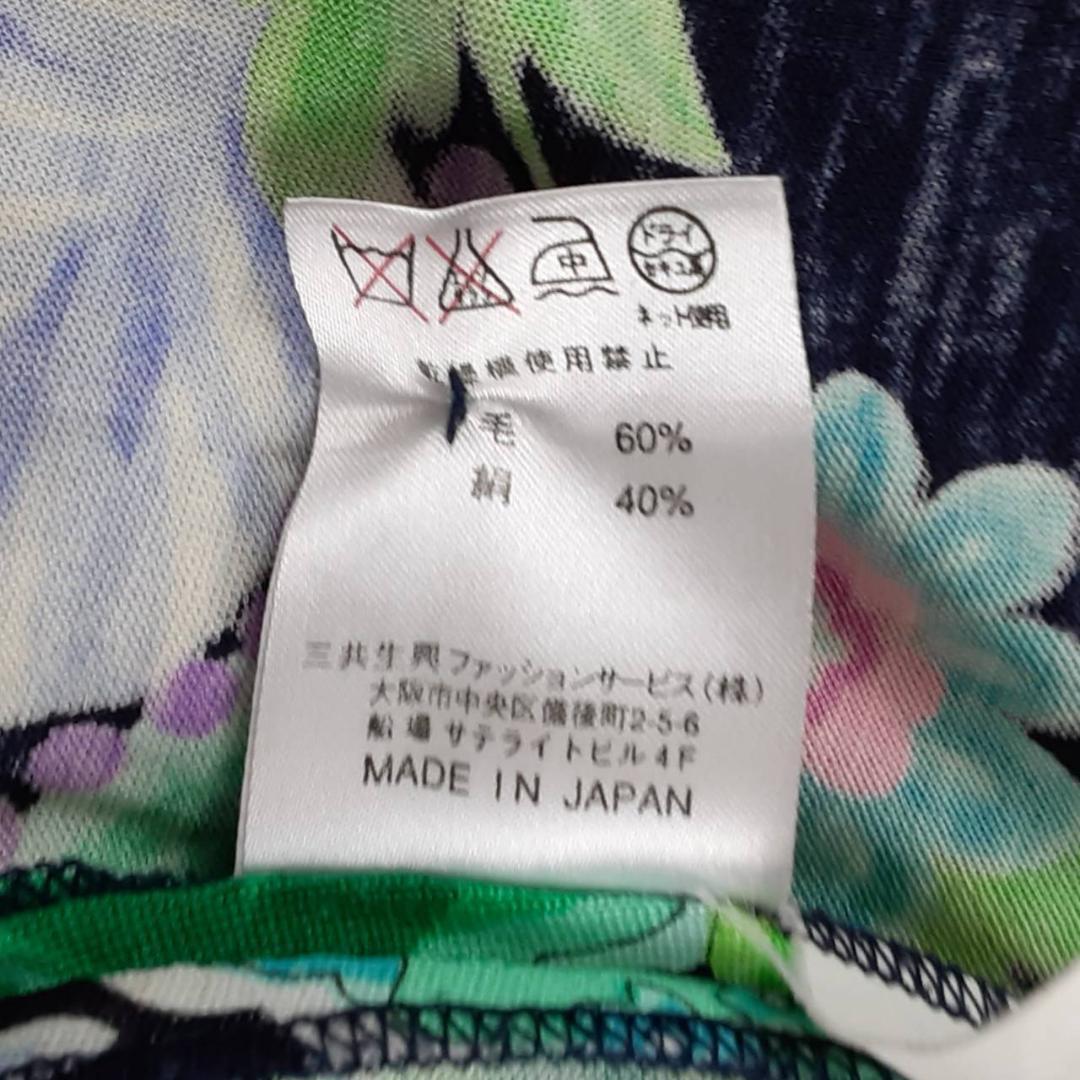 中
ドライ
セキユ系
ネット使用
乾燥機使用禁止
毛 60%
絹 40%
三共生興ファッションサービス(株)
大阪市中央区備後町2-5-6
船場サテライトビル4F
MADE IN JAPAN